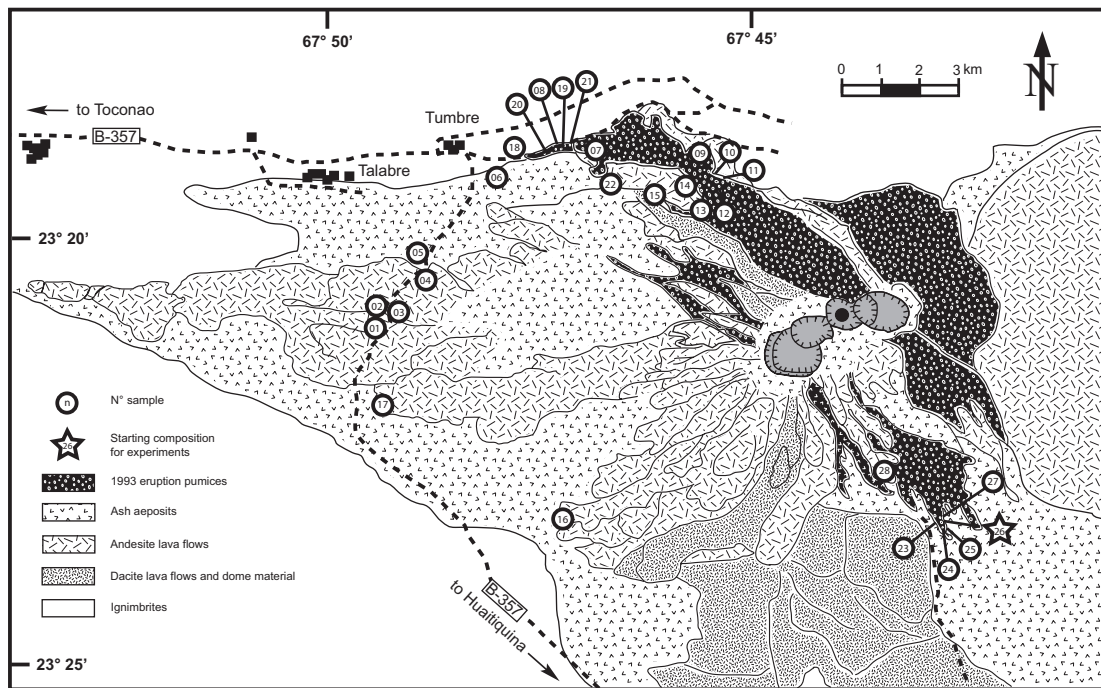 67° 50’
67° 45’
0 1 2 3 km
N
to Toconao
B-357
Tumbre
Talabre
20
08
19
21
18
07
09
10
11
06
22
15
14
13
12
23° 20’
05
04
02
03
01
17
n
N° sample
26
Starting composition
for experiments
1993 eruption pumices
Ash aeposits
Andesite lava flows
Dacite lava flows and dome material
Ignimbrites
28
27
16
26
23
25
24
B-357
to Huaitiquina
23° 25’